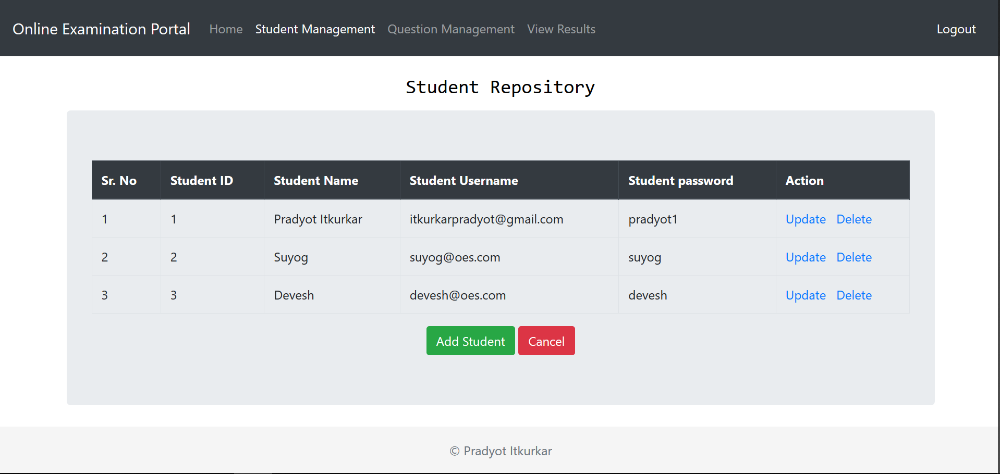 Online Examination Portal Home Student Management Question Management View Results Logout
Student Repository
Sr. No Student ID Student Name Student Username Student password Action
1 1 Pradyot Itkurkar itkurkarpradyot@gmail.com pradyot1 Update Delete
2 2 Suyog suyog@oes.com suyog Update Delete
3 3 Devesh devesh@oes.com devesh Update Delete
Add Student Cancel
© Pradyot Itkurkar